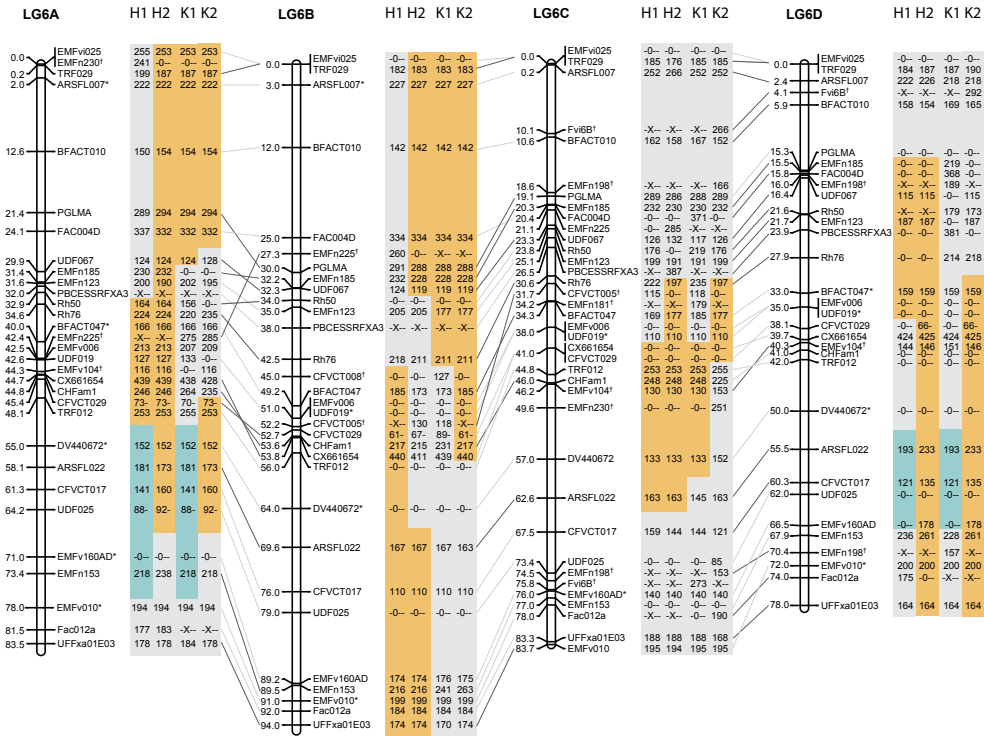 LG6A H1 H2 K1 K2
0.0 EMFvi025 255 253 253 253
EMFn230† 241 -0-- -0-- -0--
0.2 TRF029 199 187 187 187
2.0 ARSFL007* 222 222 222 222
12.6 BFACT010 150 154 154 154
21.4 PGLMA 289 294 294 294
24.1 FAC004D 337 332 332 332
29.9 UDF067 124 124 124 128
31.4 EMFn185 230 232 -0-- -0--
31.6 EMFn123 200 190 202 195
32.0 PBCESSRFXA3 -X-- -X-- -0-- -0--
32.9 Rh50 164 164 156 -0--
34.6 Rh76 224 224 220 235
40.0 BFACT047* 166 166 166 166
42.4 EMFn225† -X-- -X-- 275 285
42.5 EMFv006 213 213 207 209
42.6 UDF019 127 127 133 -0--
44.3 EMFv104† 116 116 -0-- 116
44.7 CX661654 439 439 438 428
44.8 CHFam1 246 246 264 235
45.4 CFVCT029 73- 73- 70- 73-
48.1 TRF012 253 253 255 253
55.0 DV440672* 152 152 152 152
58.1 ARSFL022 181 173 181 173
61.3 CFVCT017 141 160 141 160
64.2 UDF025 88- 92- 88- 92-
71.0 EMFv160AD* -0-- -0-- -0-- -0--
73.4 EMFn153 218 238 218 218
78.0 EMFv010* 194 194 194 194
81.5 Fac012a 177 183 -X-- -X--
83.5 UFFxa01E03 178 178 184 178
LG6B H1 H2 K1 K2
0.0 EMFvi025 -0-- -0-- -0-- -0--
TRF029 182 183 183 183
3.0 ARSFL007* 227 227 227 227
12.0 BFACT010 142 142 142 142
25.0 FAC004D 334 334 334 334
27.3 EMFn225† 260 -0-- -X-- -X--
30.0 PGLMA 291 288 288 288
32.2 EMFn185 232 228 228 228
32.3 UDF067 124 119 119 119
34.0 Rh50 -0-- -0-- -0-- -0--
35.0 EMFn123 205 205 177 177
38.0 PBCESSRFXA3 -X-- -X-- -0-- -0--
42.5 Rh76 218 211 211 211
45.0 CFVCT008† -0-- -0-- 127 -0--
49.2 BFACT047 185 173 173 185
51.0 EMFv006 -0-- -0-- -0-- -0--
UDF019* -0-- -0-- -0-- -0--
52.2 CFVCT005† -X-- 130 118 -X--
52.7 CFVCT029 61- 67- 89- 61-
53.6 CHFam1 217 215 231 217
53.8 CX661654 440 411 439 440
56.0 TRF012 -0-- -0-- -0-- -0--
64.0 DV440672* -0-- -0-- -0-- -0--
69.6 ARSFL022 167 167 167 163
76.0 CFVCT017 110 110 110 110
79.0 UDF025 -0-- -0-- -0-- -0--
89.2 EMFv160AD 174 174 176 175
89.5 EMFn153 216 216 241 263
91.0 EMFv010* 199 199 199 199
92.0 Fac012a 184 184 184 184
94.0 UFFxa01E03 174 174 170 174
LG6C H1 H2 K1 K2
0.0 EMFvi025 -0-- -0-- -0-- -0--
TRF029 185 176 185 185
0.2 ARSFL007 252 266 252 252
10.1 Fvi6B† -X-- -X-- -X-- 266
10.6 BFACT010 162 158 167 152
18.6 EMFn198† -X-- -X-- -X-- 166
19.1 PGLMA 289 286 288 289
20.3 EMFn185 232 230 230 232
20.4 FAC004D -0-- -0-- 371 -0--
21.1 EMFn225 -0-- 285 -X-- -X--
23.3 UDF067 126 132 117 126
23.8 Rh50 176 -0-- 219 176
25.1 EMFn123 199 191 191 199
26.5 PBCESSRFXA3 -X-- 387 -X-- -0--
30.6 Rh76 222 197 235 197
31.7 CFVCT005† 115 -0-- 118 -0--
34.2 EMFn181† -X-- -X-- 179 -X--
34.3 BFACT047 169 177 185 177
38.0 EMFv006 -0-- -0-- -0-- -0--
UDF019* 110 110 110 110
41.0 CX661654 -0-- -0-- -0-- -0--
CFVCT029 -0-- -0-- -0-- -0--
44.8 TRF012 253 253 253 255
46.0 CHFam1 248 248 248 225
46.2 EMFv104† 130 130 130 153
49.6 EMFn230† -0-- -0-- -0-- 251
57.0 DV440672 133 133 133 152
62.6 ARSFL022 163 163 145 163
67.5 CFVCT017 159 144 144 121
73.4 UDF025 -0-- -0-- -0-- 85
74.5 EMFn198† -X-- -X-- -X-- 153
75.8 Fvi6B† -X-- -X-- 273 -X--
76.0 EMFv160AD* 140 140 140 140
77.0 EMFn153 -0-- -0-- -0-- -0--
78.0 Fac012a -X-- -0-- -0-- 190
83.3 UFFxa01E03 188 188 188 168
83.7 EMFv010 195 194 195 195
LG6D H1 H2 K1 K2
0.0 EMFvi025 -0-- -0-- -0-- -0--
TRF029 184 187 187 190
2.4 ARSFL007 222 226 218 218
4.1 Fvi6B† -X-- -X-- -X-- 292
5.9 BFACT010 158 154 169 165
15.3 PGLMA -0-- -0-- -0-- -0--
15.5 EMFn185 -0-- -0-- 219 -0--
15.8 FAC004D -0-- -0-- 368 -0--
16.0 EMFn198† -X-- -X-- 189 -X--
16.4 UDF067 115 115 -0-- -0--
21.6 Rh50 -X-- -X-- 179 173
21.7 EMFn123 187 187 -0-- 187
23.9 PBCESSRFXA3 -0-- -0-- 381 -0--
27.9 Rh76 -0-- -0-- 214 218
33.0 BFACT047* 159 159 159 159
35.0 EMFv006 -0-- -0-- -0-- -0--
UDF019* -0-- -0-- -0-- -0--
38.1 CFVCT029 -0-- 66- -0-- 66-
39.7 CX661654 424 425 424 425
40.3 EMFv104† 144 146 151 146
41.0 CHFam1 -0-- -0-- -0-- -0--
42.0 TRF012 -0-- -0-- -0-- -0--
50.0 DV440672* -0-- -0-- -0-- -0--
55.5 ARSFL022 193 233 193 233
60.3 CFVCT017 121 135 121 135
62.0 UDF025 -0-- -0-- -0-- -0--
66.5 EMFv160AD -0-- 178 -0-- 178
67.9 EMFn153 236 261 228 261
70.4 EMFn198† -X-- -X-- 157 -X--
72.0 EMFv010* 200 200 200 200
74.0 Fac012a 175 -X-- -0-- -0--
78.0 UFFxa01E03 164 164 164 164